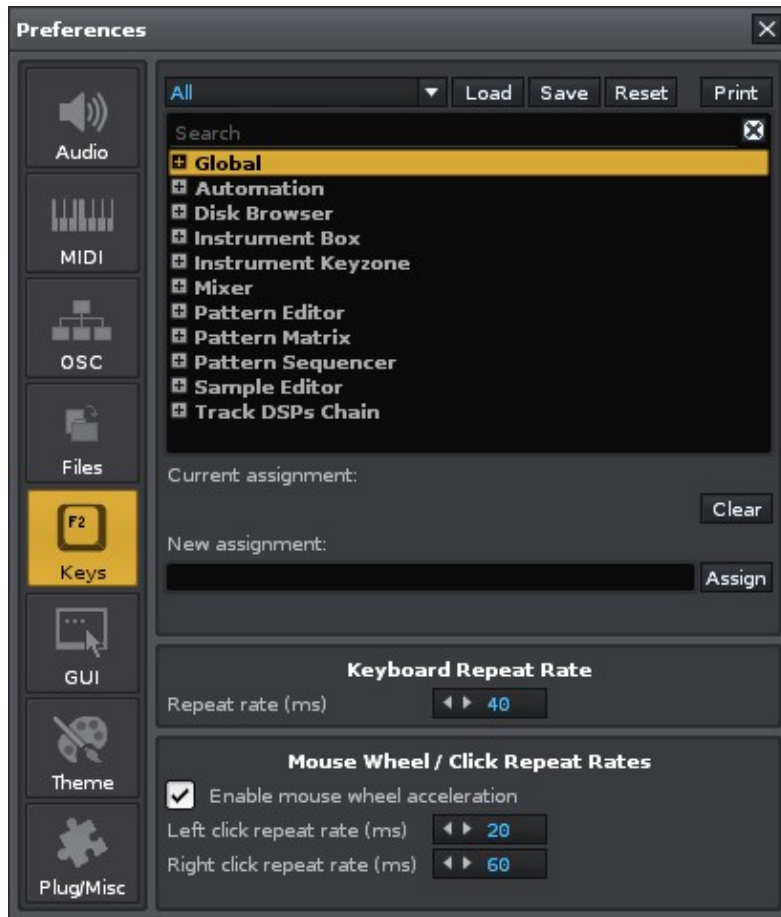 Preferences
Audio
MIDI
OSC
Files
F2
Keys
GUI
Theme
Plug/Misc
All Load Save Reset Print
Search
Global
Automation
Disk Browser
Instrument Box
Instrument Keyzone
Mixer
Pattern Editor
Pattern Matrix
Pattern Sequencer
Sample Editor
Track DSPs Chain
Current assignment:
Clear
New assignment:
Assign
Keyboard Repeat Rate
Repeat rate (ms) 40
Mouse Wheel / Click Repeat Rates
Enable mouse wheel acceleration
Left click repeat rate (ms) 20
Right click repeat rate (ms) 60